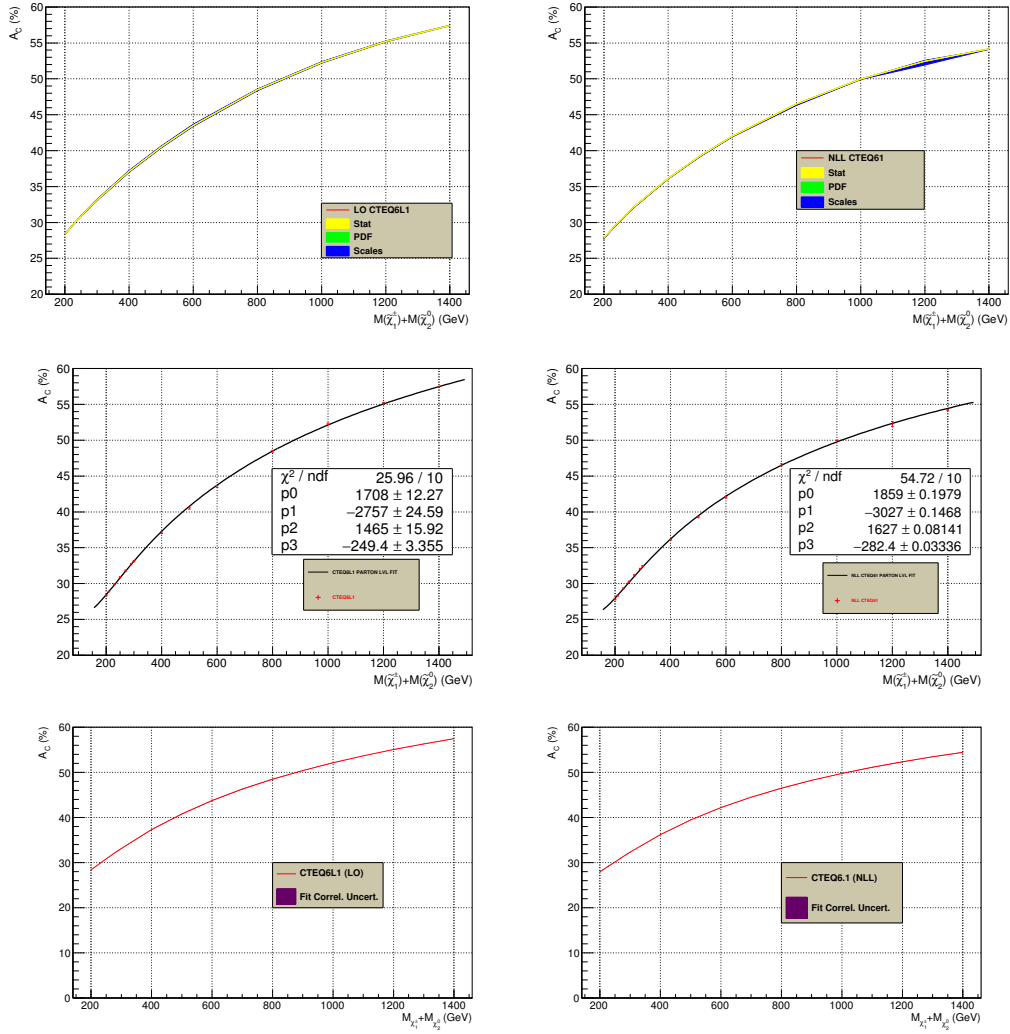 A_C (%)
60
55
50
45
40
35
30
25
20
LO CTEQ6L1
Stat
PDF
Scales
200 400 600 800 1000 1200 1400
M(χ̃₁±)+M(χ̃₂⁰) (GeV)
A_C (%)
60
55
50
45
40
35
30
25
20
NLL CTEQ61
Stat
PDF
Scales
200 400 600 800 1000 1200 1400
M(χ̃₁±)+M(χ̃₂⁰) (GeV)
A_C (%)
60
55
50
45
40
35
30
25
20
χ² / ndf 25.96 / 10
p0 1708 ± 12.27
p1 −2757 ± 24.59
p2 1465 ± 15.92
p3 −249.4 ± 3.355
CTEQ6L1 PARTON LVL FIT
CTEQ6L1
200 400 600 800 1000 1200 1400
M(χ̃₁±)+M(χ̃₂⁰) (GeV)
A_C (%)
60
55
50
45
40
35
30
25
20
χ² / ndf 54.72 / 10
p0 1859 ± 0.1979
p1 −3027 ± 0.1468
p2 1627 ± 0.08141
p3 −282.4 ± 0.03336
NLL CTEQ61 PARTON LVL FIT
NLL CTEQ61
200 400 600 800 1000 1200 1400
M(χ̃₁±)+M(χ̃₂⁰) (GeV)
A_C (%)
60
50
40
30
20
10
0
CTEQ6L1 (LO)
Fit Correl. Uncert.
200 400 600 800 1000 1200 1400
M_χ₁±+M_χ₂⁰ (GeV)
A_C (%)
60
50
40
30
20
10
0
CTEQ6.1 (NLL)
Fit Correl. Uncert.
200 400 600 800 1000 1200 1400
M_χ₁±+M_χ₂⁰ (GeV)